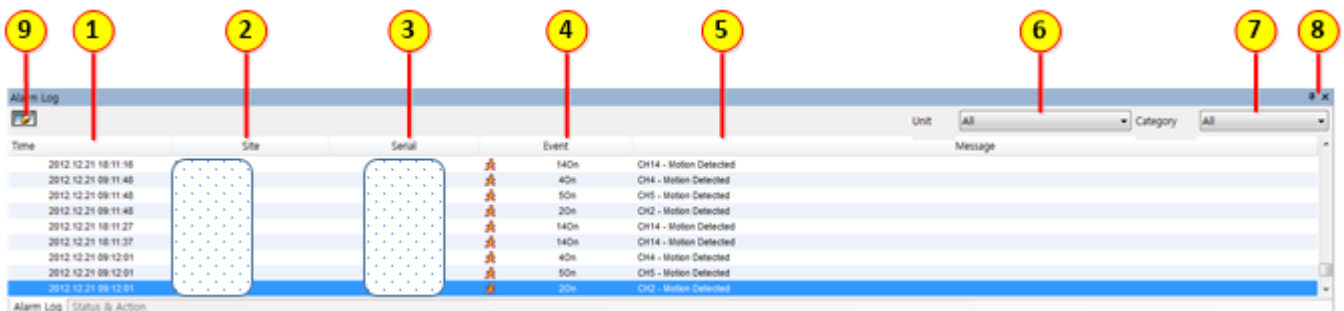 9 1 2 3 4 5 6 7 8
Alarm Log
Unit All Category All
Time Site Serial Event Message
2012.12.21 18:11:16 14On CH14 - Motion Detected
2012.12.21 09:11:48 4On CH4 - Motion Detected
2012.12.21 09:11:48 5On CH5 - Motion Detected
2012.12.21 09:11:48 2On CH2 - Motion Detected
2012.12.21 18:11:27 14On CH14 - Motion Detected
2012.12.21 18:11:37 14On CH14 - Motion Detected
2012.12.21 09:12:01 4On CH4 - Motion Detected
2012.12.21 09:12:01 5On CH5 - Motion Detected
2012.12.21 09:12:01 2On CH2 - Motion Detected
Alarm Log Status & Action